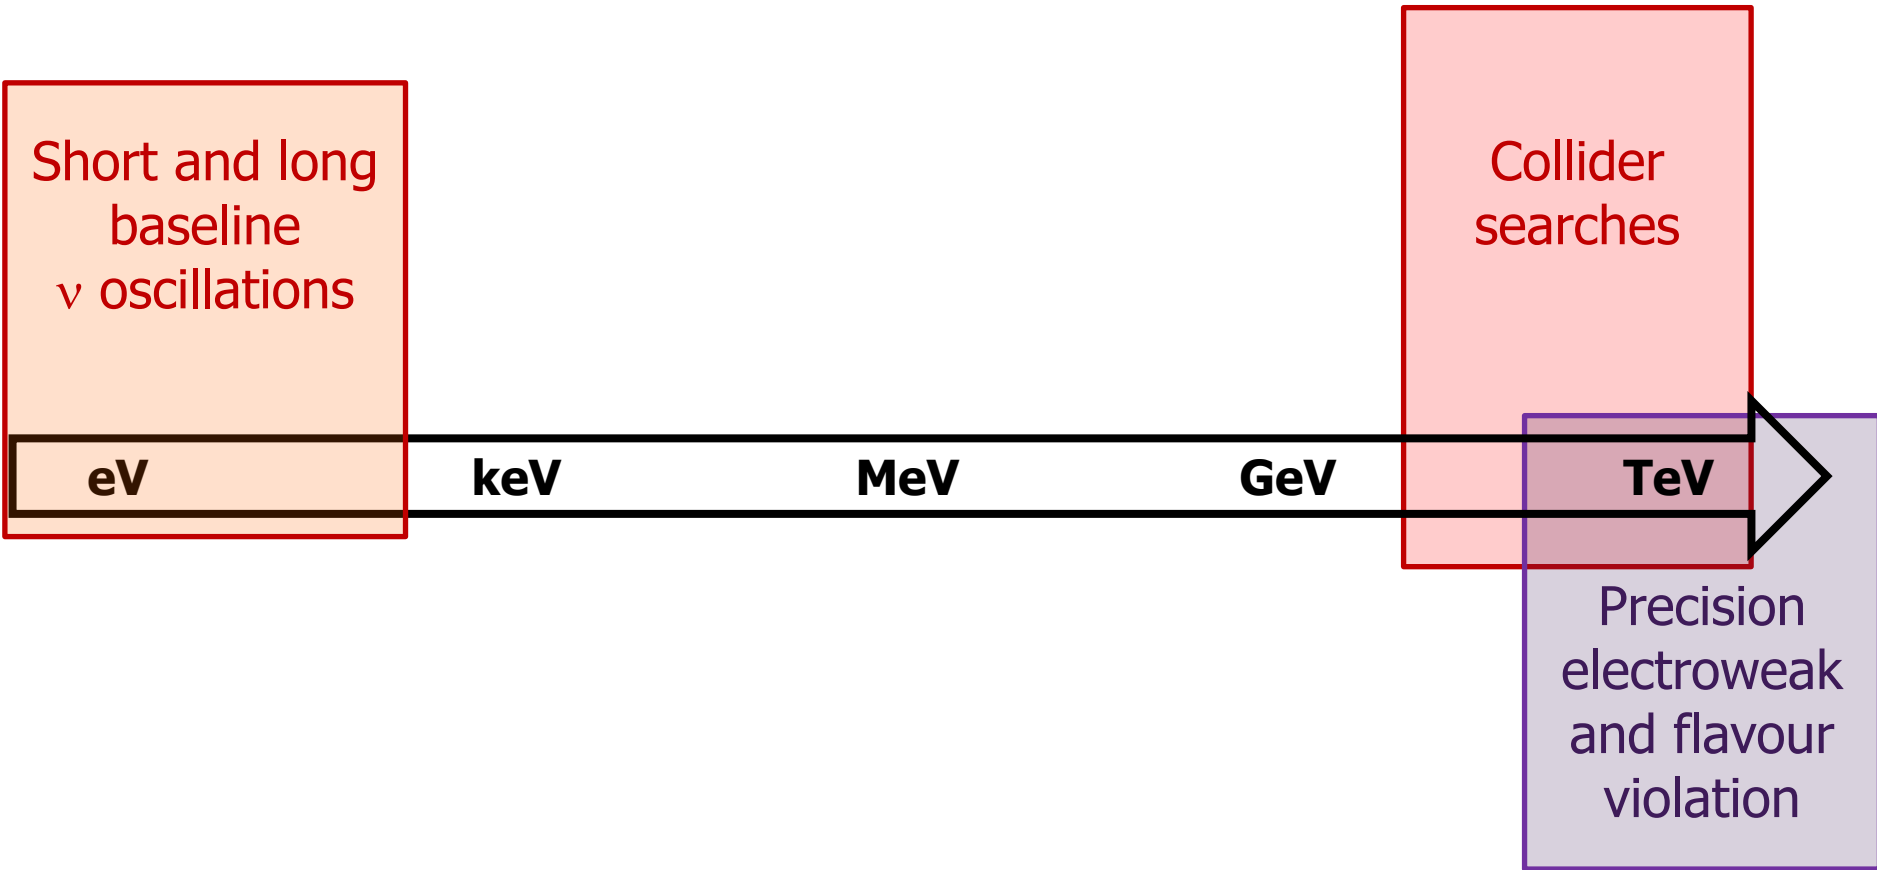 Short and long
baseline
ν oscillations
Collider
searches
eV keV MeV GeV TeV
Precision
electroweak
and flavour
violation